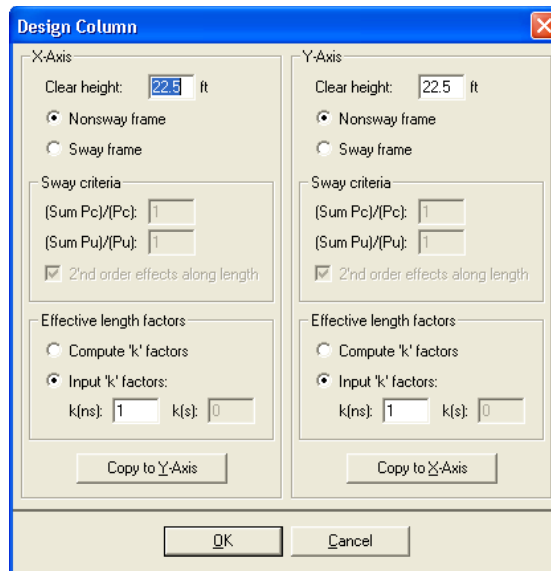 Design Column
X-Axis
Clear height: 22.5 ft
Nonsway frame
Sway frame
Sway criteria
(Sum Pc)/(Pc): 1
(Sum Pu)/(Pu): 1
2'nd order effects along length
Effective length factors
Compute 'k' factors
Input 'k' factors:
k(ns): 1 k(s): 0
Copy to Y-Axis
Y-Axis
Clear height: 22.5 ft
Nonsway frame
Sway frame
Sway criteria
(Sum Pc)/(Pc): 1
(Sum Pu)/(Pu): 1
2'nd order effects along length
Effective length factors
Compute 'k' factors
Input 'k' factors:
k(ns): 1 k(s): 0
Copy to X-Axis
OK Cancel